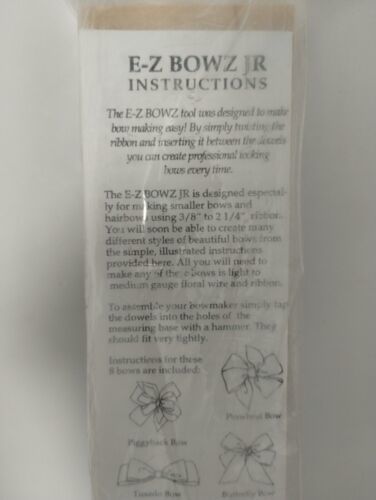 E-Z BOWZ JR
INSTRUCTIONS
The E-Z BOWZ tool was designed to make
bow making easy! By simply twisting the
ribbon and inserting it between the dowels
you can create professional looking
bows every time.
The E-Z BOWZ JR is designed especial-
ly for making smaller bows and
hairbows using 3/8" to 2 1/4" ribbon.
You will soon be able to create many
different styles of beautiful bows from
the simple, illustrated instructions
provided here. All you will need to
make any of the e bows is light to
medium gauge floral wire and ribbon.
To assemble your bowmaker simply tap
the dowels into the holes of the
measuring base with a hammer. They
should fit very tightly.
Instructions for these
8 bows are included:
Pinwheel Bow
Piggyback Bow
Tuxedo Bow
Butterfly Bow